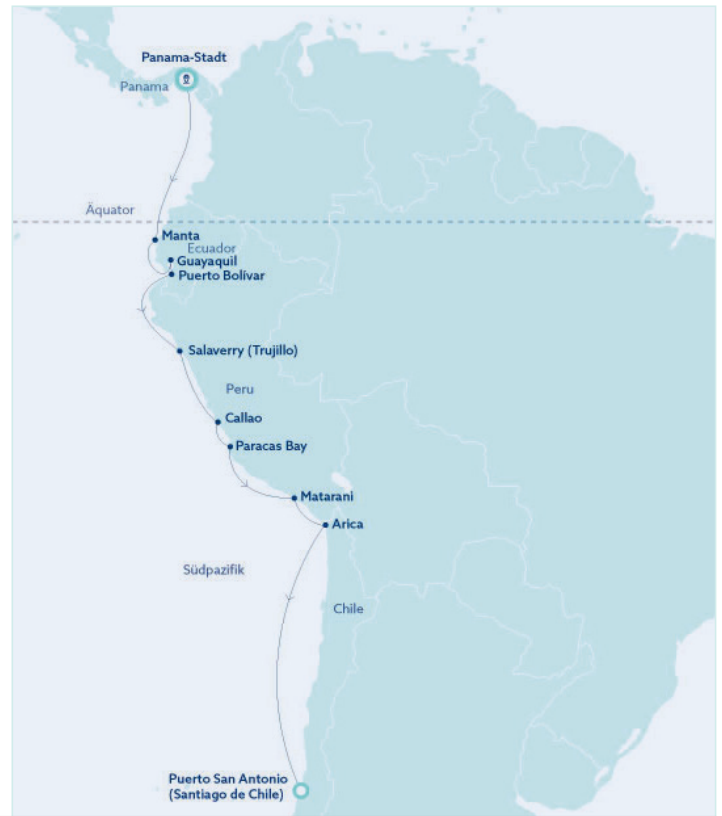 Panama-Stadt
Panama
Äquator
Manta
Ecuador
Guayaquil
Puerto Bolívar
Salaverry (Trujillo)
Peru
Callao
Paracas Bay
Matarani
Arica
Südpazifik
Chile
Puerto San Antonio
(Santiago de Chile)